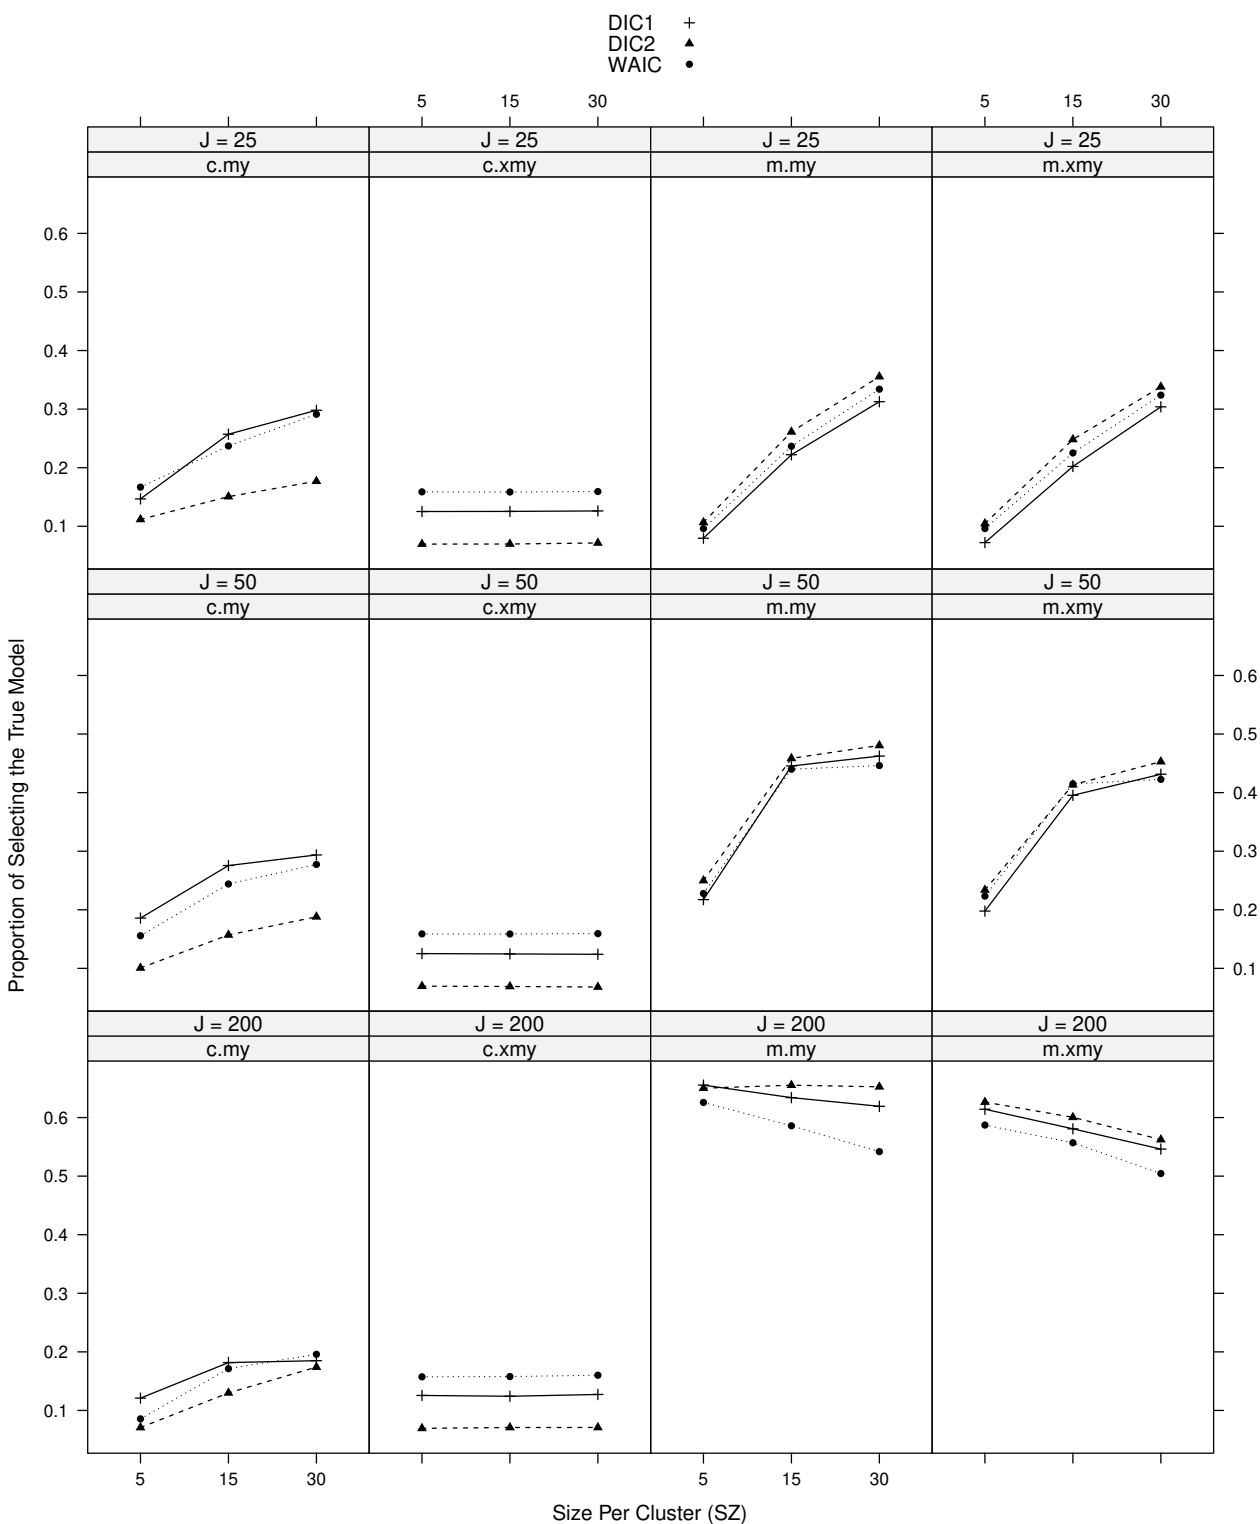 DIC1
DIC2
WAIC
5 15 30 5 15 30
J = 25 J = 25 J = 25 J = 25
c.my c.xmy m.my m.xmy
0.6
0.5
0.4
0.3
0.2
0.1
J = 50 J = 50 J = 50 J = 50
c.my c.xmy m.my m.xmy
Proportion of Selecting the True Model
0.6
0.5
0.4
0.3
0.2
0.1
J = 200 J = 200 J = 200 J = 200
c.my c.xmy m.my m.xmy
0.6
0.5
0.4
0.3
0.2
0.1
5 15 30 5 15 30
Size Per Cluster (SZ)